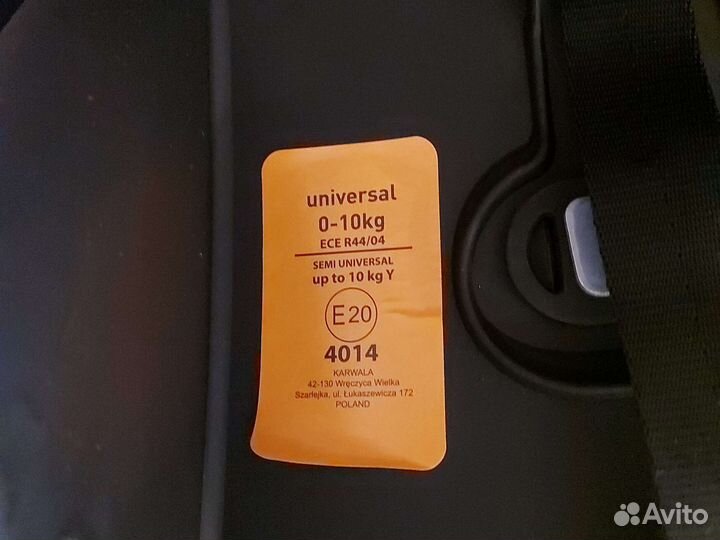 universal
0-10kg
ECE R44/04
SEMI UNIVERSAL
up to 10 kg Y
E20
4014
KARWALA
42-130 Wręczyca Wielka
Szarlejka, ul. Łukaszewicza 172
POLAND
Avito